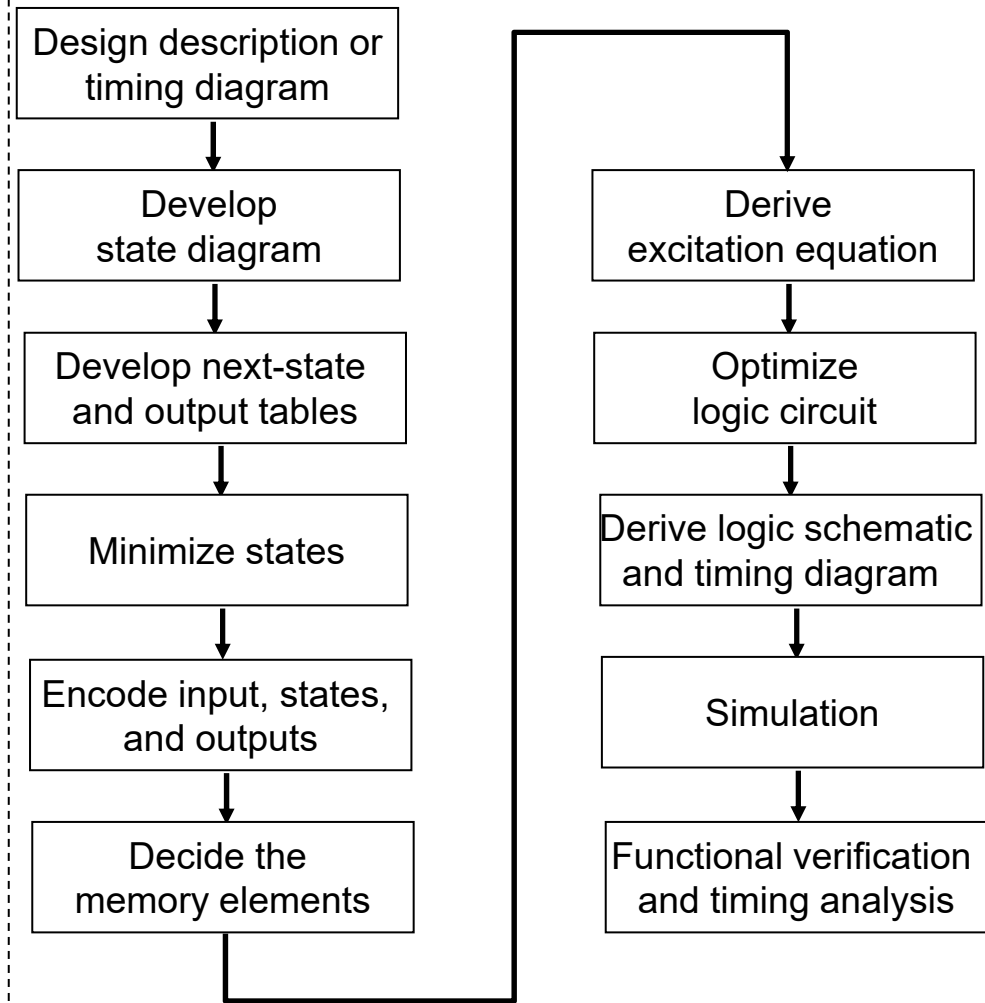 Design description or
timing diagram
Develop
state diagram
Develop next-state
and output tables
Minimize states
Encode input, states,
and outputs
Decide the
memory elements
Derive
excitation equation
Optimize
logic circuit
Derive logic schematic
and timing diagram
Simulation
Functional verification
and timing analysis